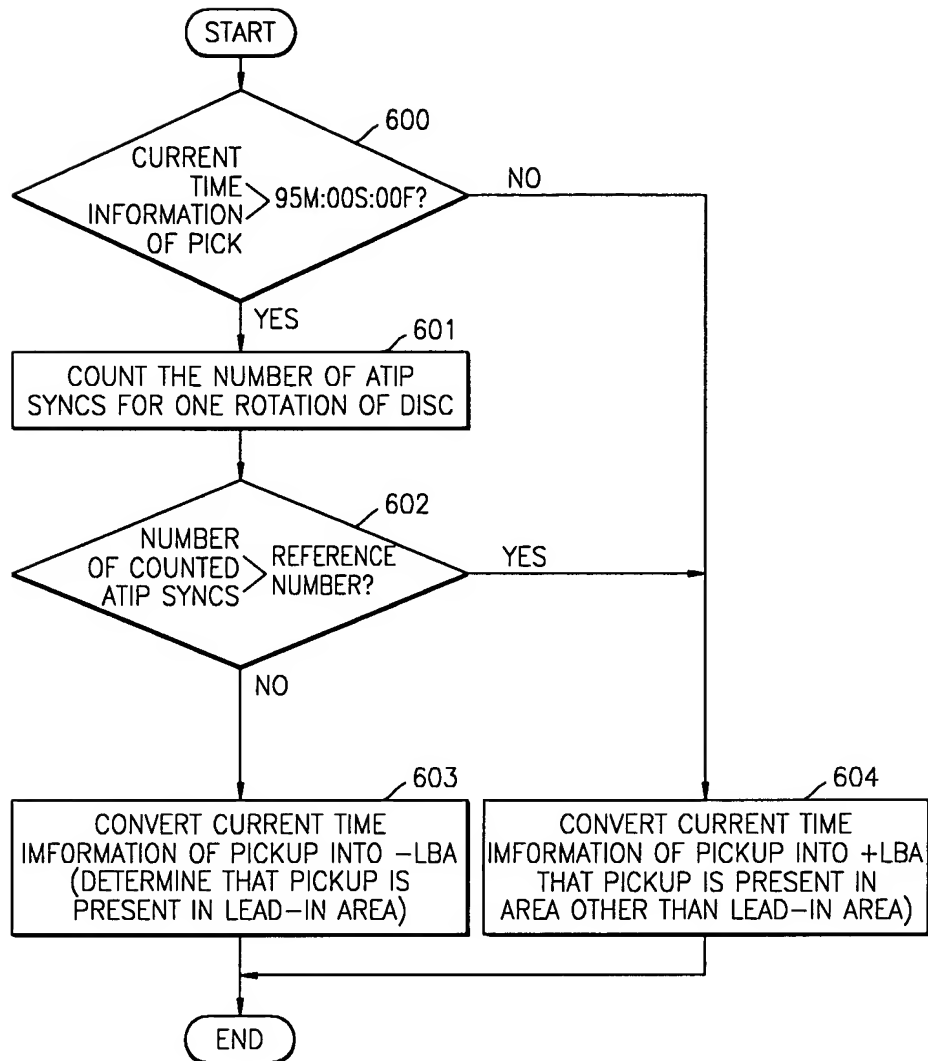 START
600
CURRENT
TIME
INFORMATION
OF PICK
> 95M:00S:00F?
NO
YES
601
COUNT THE NUMBER OF ATIP
SYNCS FOR ONE ROTATION OF DISC
602
NUMBER
OF COUNTED
ATIP SYNCS
> REFERENCE
NUMBER?
YES
NO
603
CONVERT CURRENT TIME
IMFORMATION OF PICKUP INTO -LBA
(DETERMINE THAT PICKUP IS
PRESENT IN LEAD-IN AREA)
604
CONVERT CURRENT TIME
IMFORMATION OF PICKUP INTO +LBA
THAT PICKUP IS PRESENT IN
AREA OTHER THAN LEAD-IN AREA)
END